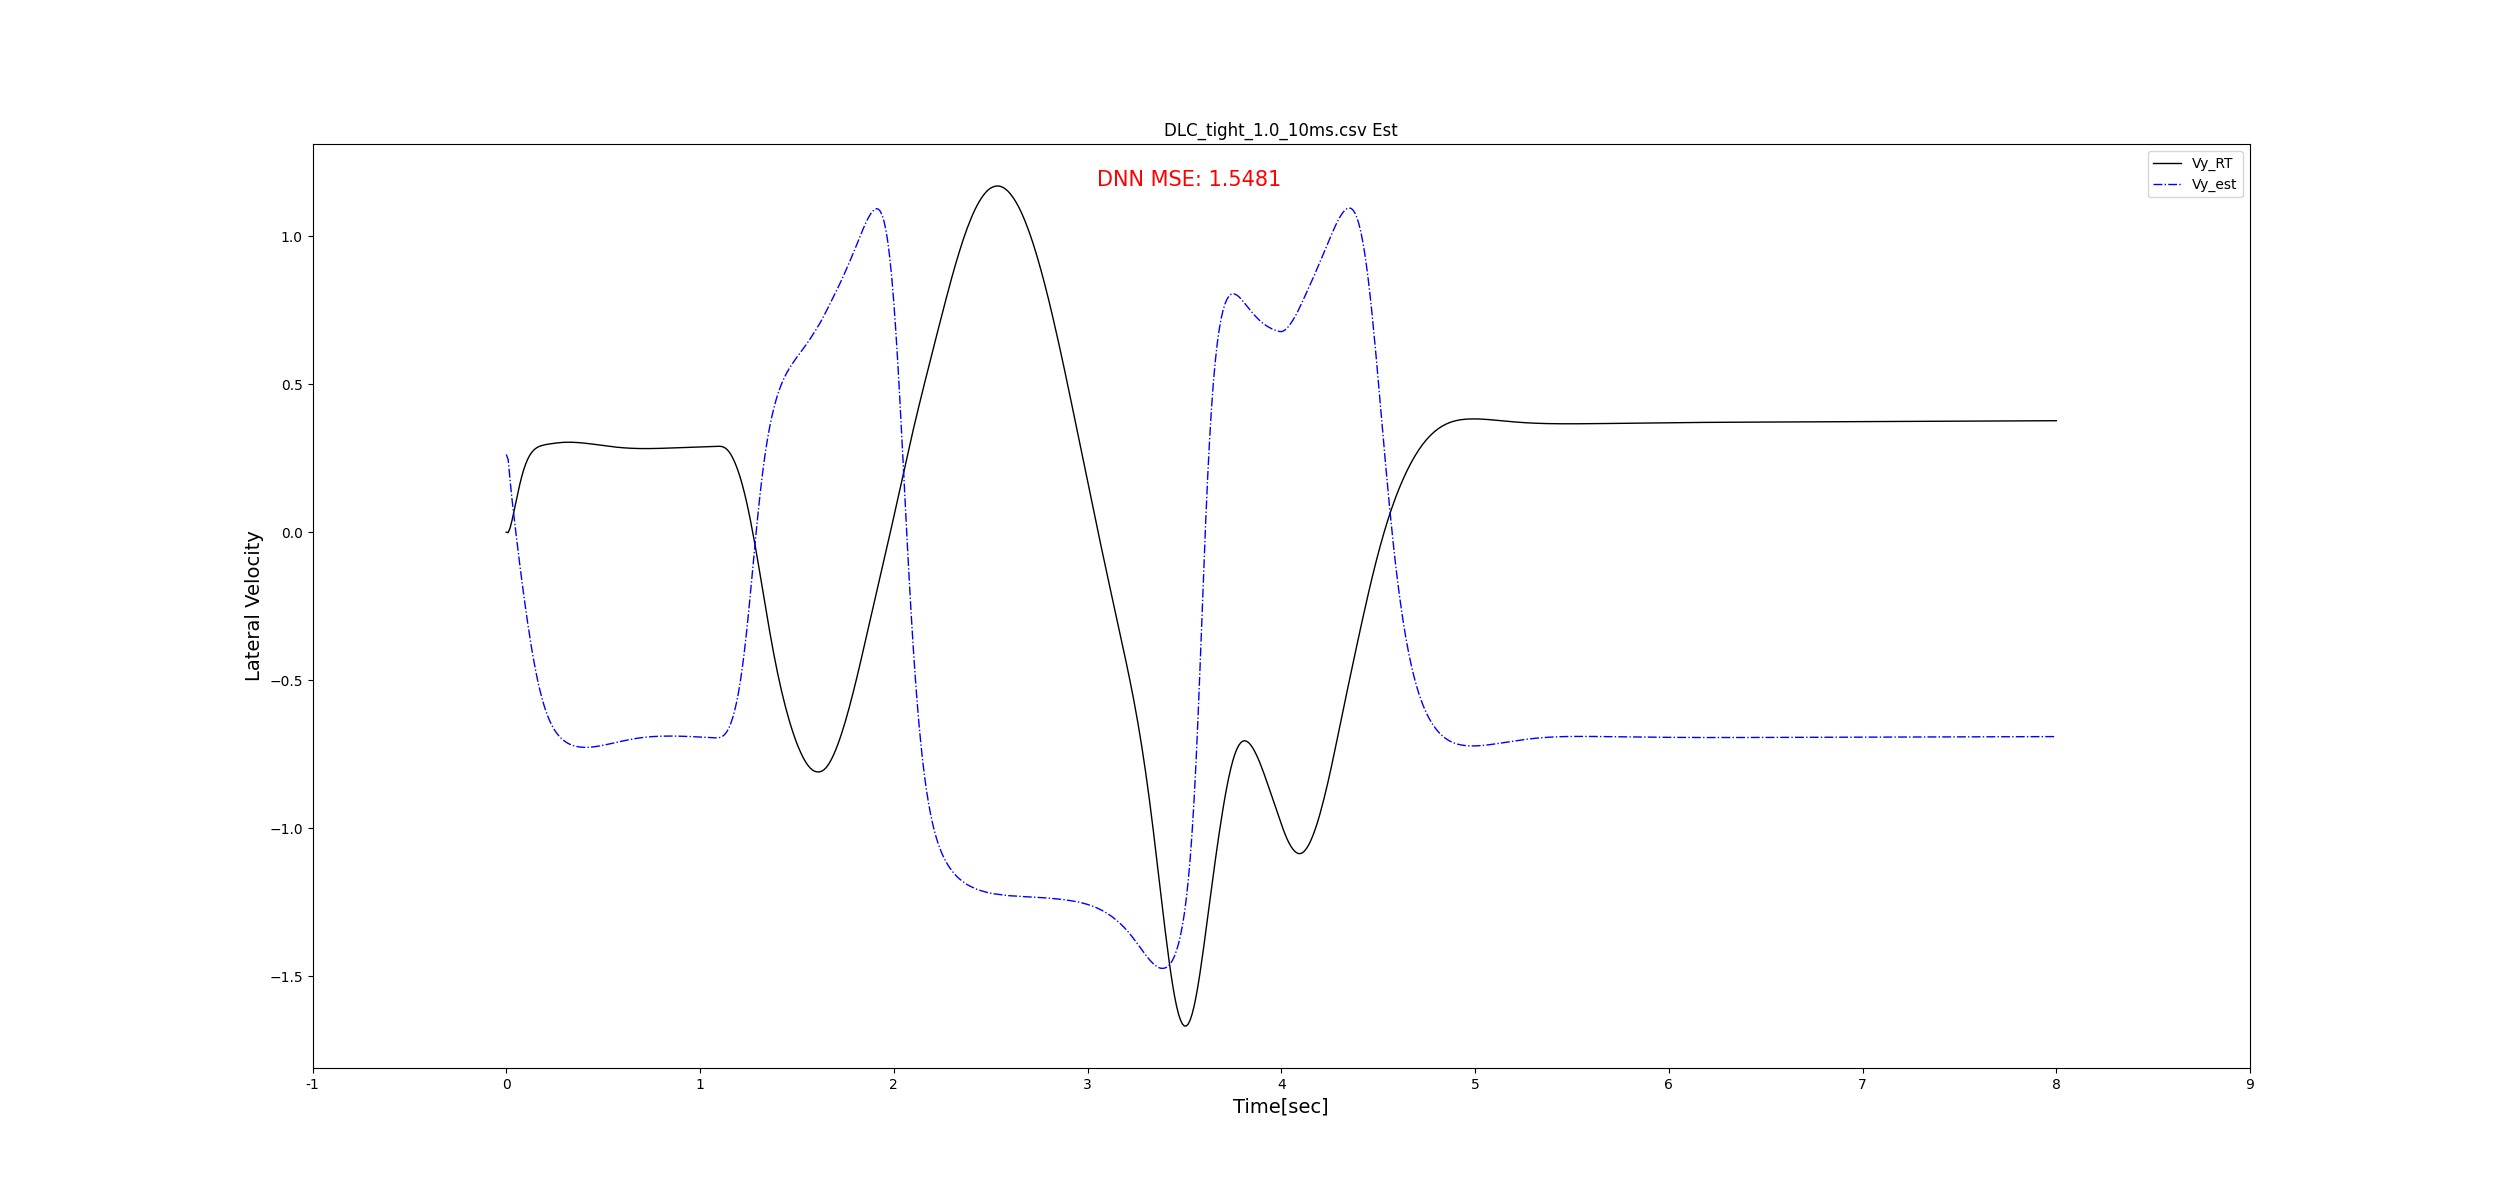 DLC_tight_1.0_10ms.csv Est
DNN MSE: 1.5481
Vy_RT
Vy_est
1.0
0.5
0.0
−0.5
−1.0
−1.5
Lateral Velocity
-1 0 1 2 3 4 5 6 7 8 9
Time[sec]